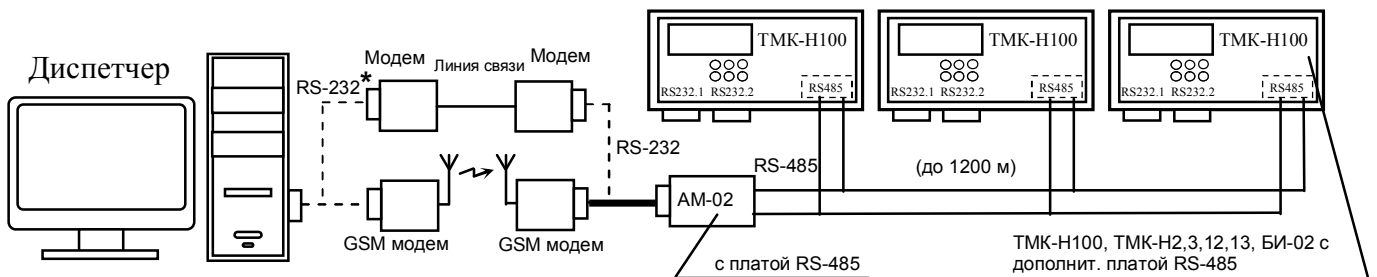 Диспетчер
RS-232*
Модем
Линия связи
Модем
RS-232
GSM модем
GSM модем
АМ-02
с платой RS-485
RS-485
(до 1200 м)
ТМК-Н100
RS232.1 RS232.2
RS485
ТМК-Н100
RS232.1 RS232.2
RS485
ТМК-Н100
RS232.1 RS232.2
RS485
ТМК-Н100, ТМК-Н2,3,12,13, БИ-02 с
дополнит. платой RS-485